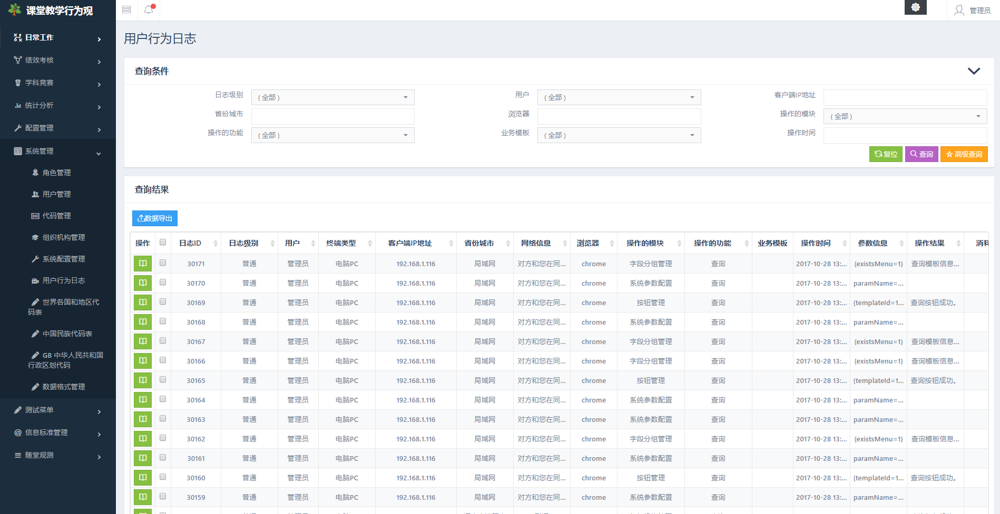 课堂教学行为观
管理员
日常工作
绩效考核
学科竞赛
统计分析
配置管理
系统管理
角色管理
用户管理
代码管理
组织机构管理
系统配置管理
用户行为日志
世界各国和地区代
码表
中国民族代码表
GB 中华人民共和国
行政区划代码
数据格式管理
测试菜单
@ 信息标准管理
随堂观测
用户行为日志
查询条件
日志级别 (全部) 用户 (全部) 客户端IP地址
省份城市 浏览器 操作的模块 (全部)
操作的功能 (全部) 业务模板 (全部) 操作时间
复位 查询 高级查询
查询结果
数据导出
操作 日志ID 日志级别 用户 终端类型 客户端IP地址 省份城市 网络信息 浏览器 操作的模块 操作的功能 业务模板 操作时间 参数信息 操作结果
30171 普通 管理员 电脑PC 192.168.1.116 局域网 对方和您在同... chrome 字段分组管理 查询 2017-10-28 13:... {existsMenu=1} 查询模板信息...
30170 普通 管理员 电脑PC 192.168.1.116 局域网 对方和您在同... chrome 系统参数配置 查询 2017-10-28 13:... paramName=...
30169 普通 管理员 电脑PC 192.168.1.116 局域网 对方和您在同... chrome 按钮管理 查询 2017-10-28 13:... {templateId=1... 查询按钮成功。
30168 普通 管理员 电脑PC 192.168.1.116 局域网 对方和您在同... chrome 系统参数配置 查询 2017-10-28 13:... paramName=...
30167 普通 管理员 电脑PC 192.168.1.116 局域网 对方和您在同... chrome 字段分组管理 查询 2017-10-28 13:... {existsMenu=1} 查询模板信息...
30166 普通 管理员 电脑PC 192.168.1.116 局域网 对方和您在同... chrome 字段分组管理 查询 2017-10-28 13:... {existsMenu=1} 查询模板信息...
30165 普通 管理员 电脑PC 192.168.1.116 局域网 对方和您在同... chrome 按钮管理 查询 2017-10-28 13:... {templateId=1... 查询按钮成功。
30164 普通 管理员 电脑PC 192.168.1.116 局域网 对方和您在同... chrome 系统参数配置 查询 2017-10-28 13:... paramName=...
30163 普通 管理员 电脑PC 192.168.1.116 局域网 对方和您在同... chrome 系统参数配置 查询 2017-10-28 13:... paramName=...
30162 普通 管理员 电脑PC 192.168.1.116 局域网 对方和您在同... chrome 字段分组管理 查询 2017-10-28 13:... {existsMenu=1} 查询模板信息...
30161 普通 管理员 电脑PC 192.168.1.116 局域网 对方和您在同... chrome 系统参数配置 查询 2017-10-28 13:... paramName=...
30160 普通 管理员 电脑PC 192.168.1.116 局域网 对方和您在同... chrome 按钮管理 查询 2017-10-28 13:... {templateId=1... 查询按钮成功。
30159 普通 管理员 电脑PC 192.168.1.116 局域网 对方和您在同... chrome 系统参数配置 查询 2017-10-28 13:... paramName=...